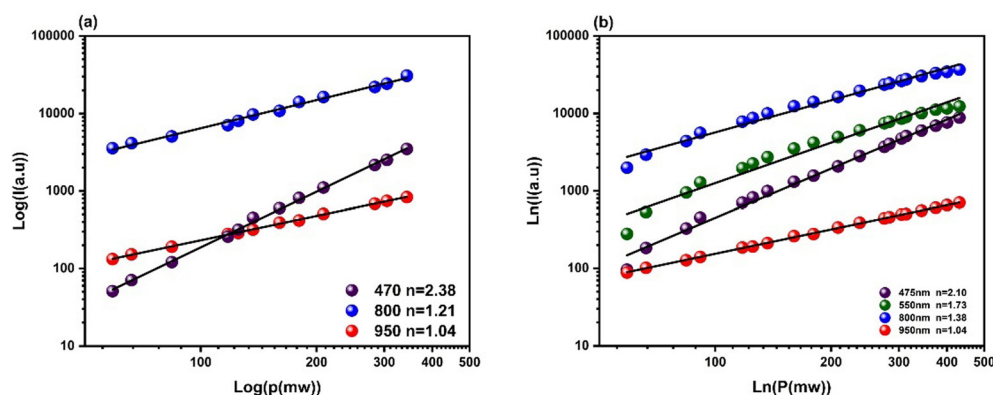 (a)
100000
10000
1000
100
10
Log(I(a.u)
470 n=2.38
800 n=1.21
950 n=1.04
100 200 300 400 500
Log(p(mw)
(b)
100000
10000
1000
100
10
Ln(I(a.u))
475nm n=2.10
550nm n=1.73
800nm n=1.38
950nm n=1.04
100 200 300 400 500
Ln(P(mw)